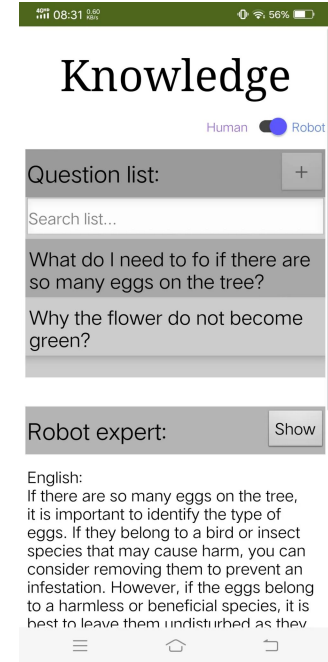 4G 08:31 0.60 KB/s 56%
Knowledge
Human Robot
Question list: +
Search list...
What do I need to fo if there are
so many eggs on the tree?
Why the flower do not become
green?
Robot expert: Show
English:
If there are so many eggs on the tree,
it is important to identify the type of
eggs. If they belong to a bird or insect
species that may cause harm, you can
consider removing them to prevent an
infestation. However, if the eggs belong
to a harmless or beneficial species, it is
best to leave them undisturbed as they